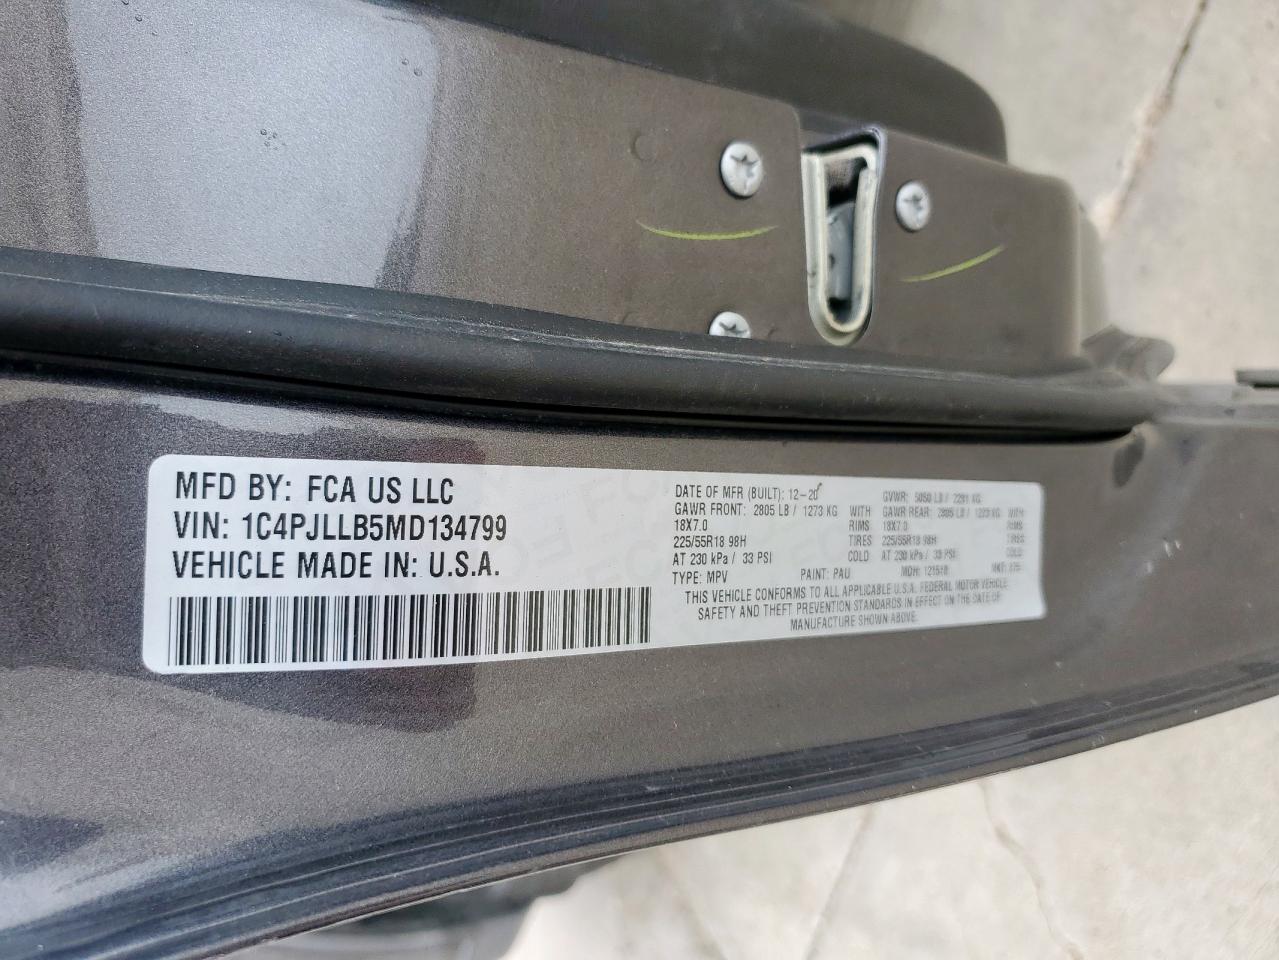 MFD BY: FCA US LLC
VIN: 1C4PJLLB5MD134799
VEHICLE MADE IN: U.S.A.
DATE OF MFR (BUILT): 12-20 GVWR: 5050 LB / 2291 KG
GAWR FRONT: 2805 LB / 1273 KG WITH GAWR REAR: 2805 LB / 1273 KG WITH
18X7.0 RIMS 18X7.0 RIMS
225/55R18 98H TIRES 225/55R18 98H TIRES
AT 230 kPa / 33 PSI COLD AT 230 kPa / 33 PSI COLD
TYPE: MPV PAINT: PAU MDH: 121518 MKT:
THIS VEHICLE CONFORMS TO ALL APPLICABLE U.S.A. FEDERAL MOTOR VEHICLE
SAFETY AND THEFT PREVENTION STANDARDS IN EFFECT ON THE DATE OF
MANUFACTURE SHOWN ABOVE.